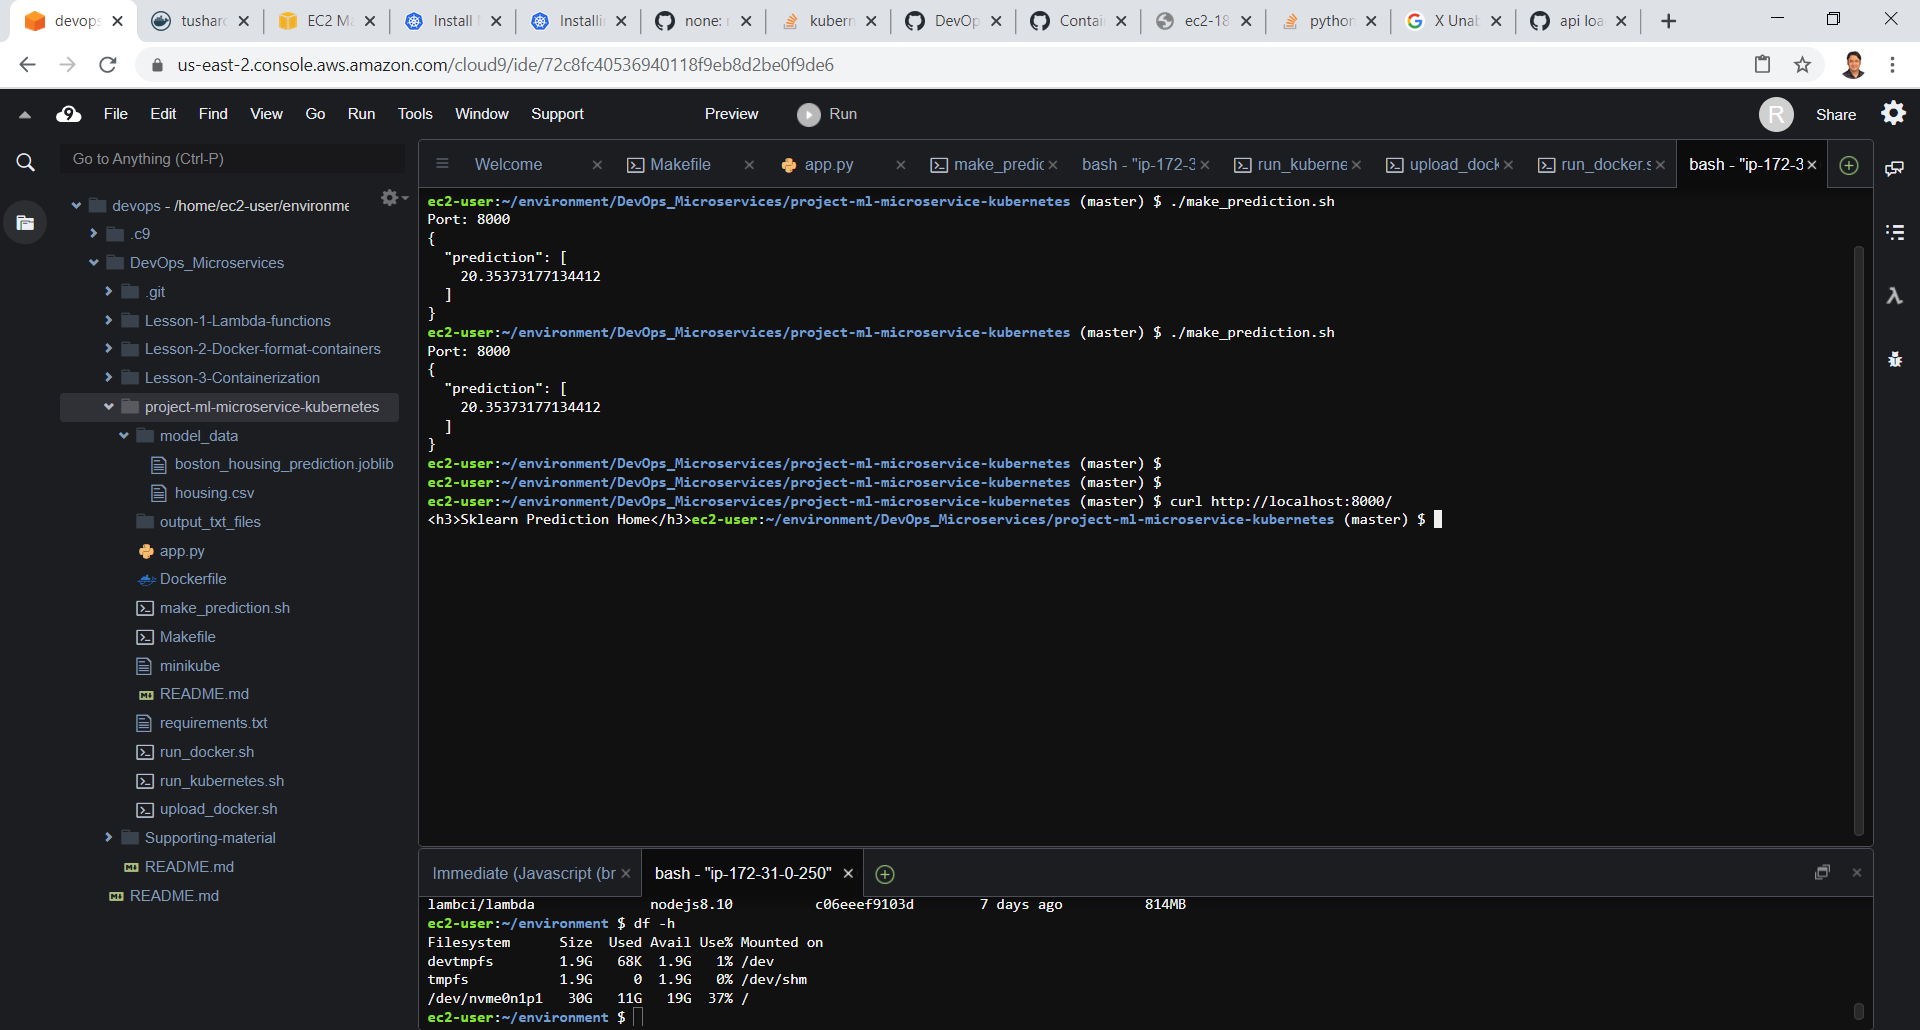 devops
tushar
EC2 Ma
Install
Installi
none: r
kubern
DevOp
Contai
ec2-18
python
X Unab
api loa
us-east-2.console.aws.amazon.com/cloud9/ide/72c8fc40536940118f9eb8d2be0f9de6
9 File Edit Find View Go Run Tools Window Support Preview Run R Share
Go to Anything (Ctrl-P)
Welcome Makefile app.py make_predic bash - "ip-172-3 run_kuberne upload_dock run_docker.s bash - "ip-172-3
devops - /home/ec2-user/environme
.c9
DevOps_Microservices
.git
Lesson-1-Lambda-functions
Lesson-2-Docker-format-containers
Lesson-3-Containerization
project-ml-microservice-kubernetes
model_data
boston_housing_prediction.joblib
housing.csv
output_txt_files
app.py
Dockerfile
make_prediction.sh
Makefile
minikube
README.md
requirements.txt
run_docker.sh
run_kubernetes.sh
upload_docker.sh
Supporting-material
README.md
README.md
ec2-user:~/environment/DevOps_Microservices/project-ml-microservice-kubernetes (master) $ ./make_prediction.sh
Port: 8000
{
"prediction": [
20.35373177134412
]
}
ec2-user:~/environment/DevOps_Microservices/project-ml-microservice-kubernetes (master) $ ./make_prediction.sh
Port: 8000
{
"prediction": [
20.35373177134412
]
}
ec2-user:~/environment/DevOps_Microservices/project-ml-microservice-kubernetes (master) $
ec2-user:~/environment/DevOps_Microservices/project-ml-microservice-kubernetes (master) $
ec2-user:~/environment/DevOps_Microservices/project-ml-microservice-kubernetes (master) $ curl http://localhost:8000/
<h3>Sklearn Prediction Home</h3>ec2-user:~/environment/DevOps_Microservices/project-ml-microservice-kubernetes (master) $
Immediate (Javascript (br bash - "ip-172-31-0-250"
lambci/lambda nodejs8.10 c06eeef9103d 7 days ago 814MB
ec2-user:~/environment $ df -h
Filesystem Size Used Avail Use% Mounted on
devtmpfs 1.9G 68K 1.9G 1% /dev
tmpfs 1.9G 0 1.9G 0% /dev/shm
/dev/nvme0n1p1 30G 11G 19G 37% /
ec2-user:~/environment $